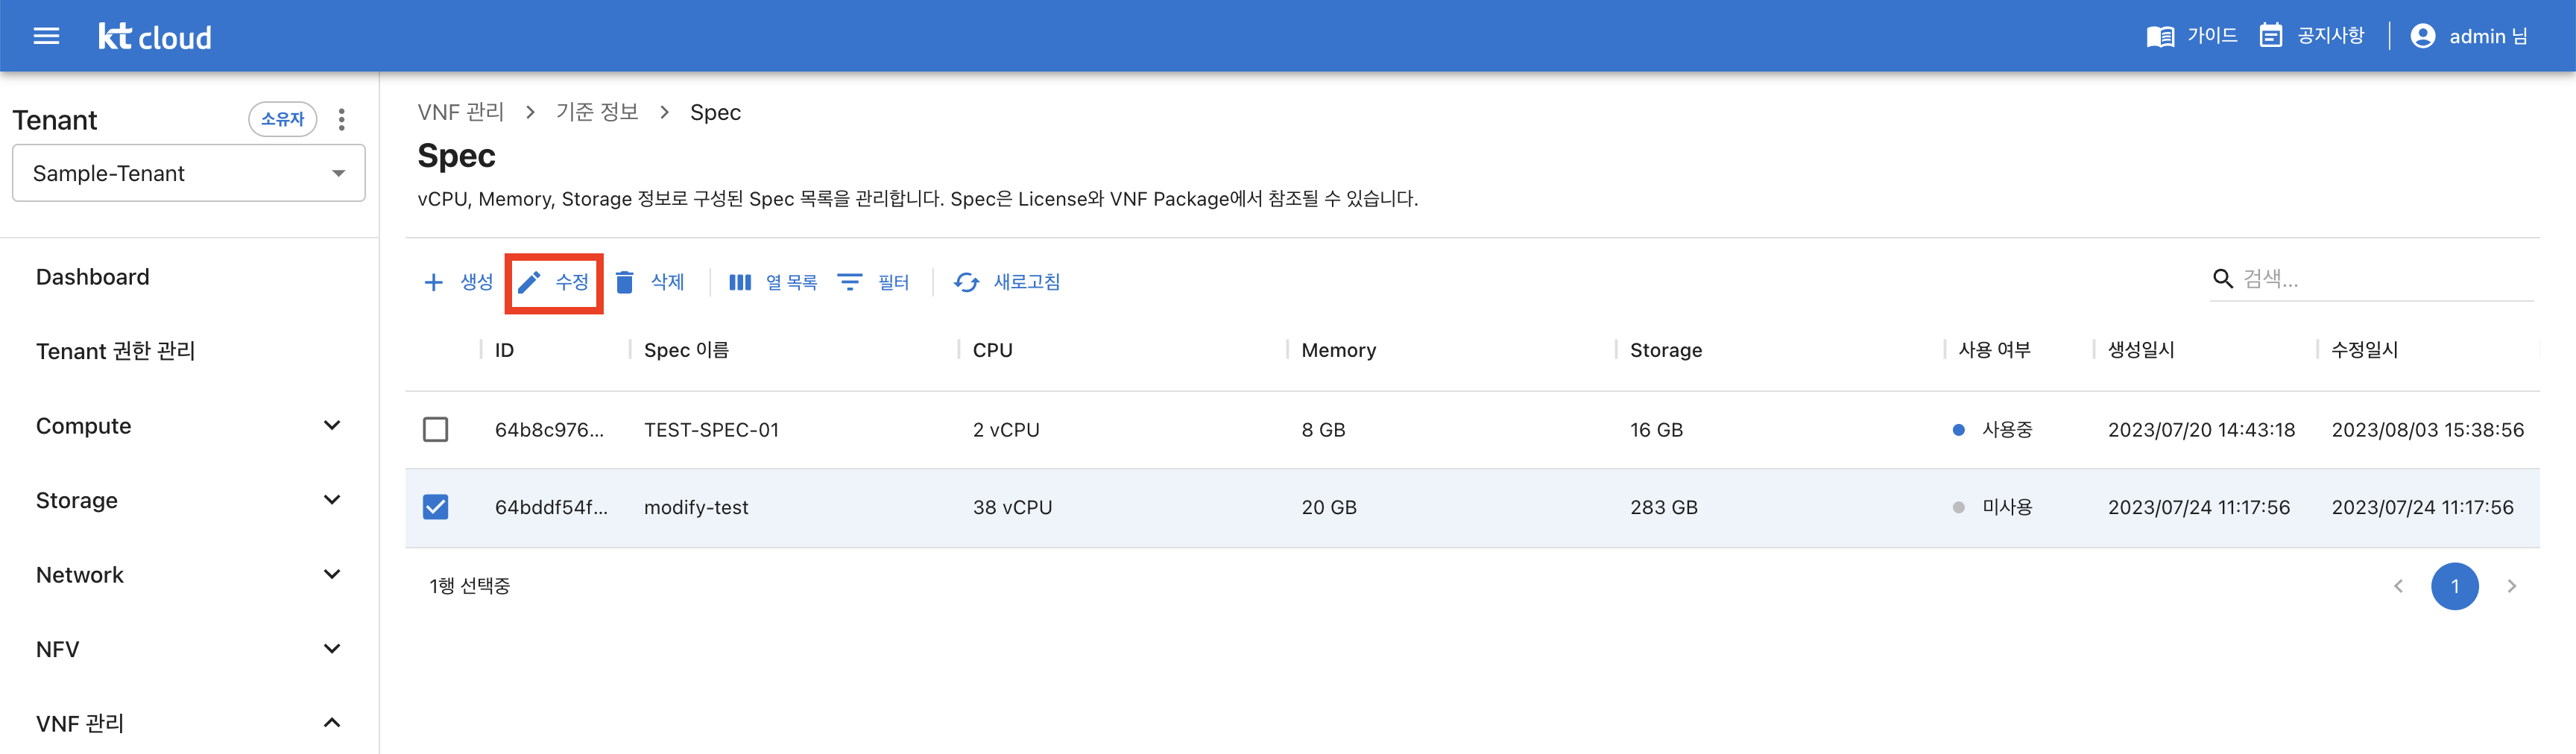 kt cloud
가이드
공지사항
admin 님
Tenant
소유자
Sample-Tenant
Dashboard
Tenant 권한 관리
Compute
Storage
Network
NFV
VNF 관리
VNF 관리 > 기준 정보 > Spec
Spec
vCPU, Memory, Storage 정보로 구성된 Spec 목록을 관리합니다. Spec은 License와 VNF Package에서 참조될 수 있습니다.
생성 수정 삭제 열 목록 필터 새로고침
검색...
ID Spec 이름 CPU Memory Storage 사용 여부 생성일시 수정일시
64b8c976... TEST-SPEC-01 2 vCPU 8 GB 16 GB 사용중 2023/07/20 14:43:18 2023/08/03 15:38:56
64bddf54f... modify-test 38 vCPU 20 GB 283 GB 미사용 2023/07/24 11:17:56 2023/07/24 11:17:56
1행 선택중
1